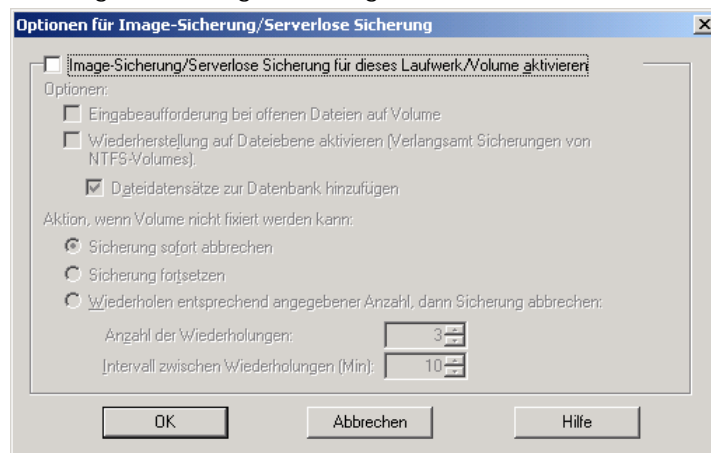 Optionen für Image-Sicherung/Serverlose Sicherung
Image-Sicherung/Serverlose Sicherung für dieses Laufwerk/Volume aktivieren
Optionen:
Eingabeaufforderung bei offenen Dateien auf Volume
Wiederherstellung auf Dateiebene aktivieren (Verlangsamt Sicherungen von
NTFS-Volumes).
Dateidatensätze zur Datenbank hinzufügen
Aktion, wenn Volume nicht fixiert werden kann:
Sicherung sofort abbrechen
Sicherung fortsetzen
Wiederholen entsprechend angegebener Anzahl, dann Sicherung abbrechen:
Anzahl der Wiederholungen: 3
Intervall zwischen Wiederholungen (Min): 10
OK Abbrechen Hilfe